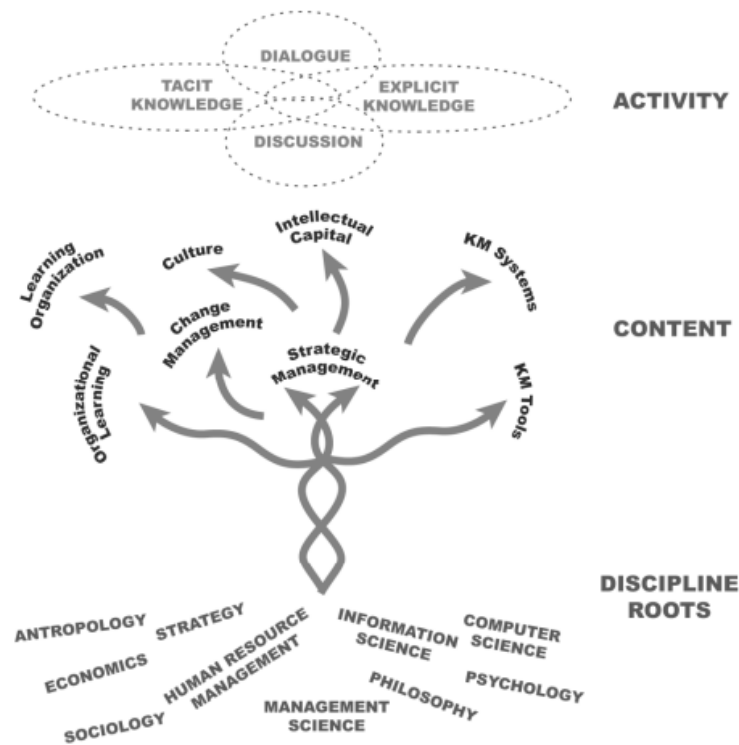 DIALOGUE
TACIT
KNOWLEDGE
EXPLICIT
KNOWLEDGE
DISCUSSION
ACTIVITY
Learning
Organization
Culture
Intellectual
Capital
KM Systems
Change
Management
Strategic
Management
CONTENT
Organizational
Learning
KM Tools
DISCIPLINE
ROOTS
ANTROPOLOGY
STRATEGY
HUMAN RESOURCE
MANAGEMENT
INFORMATION
SCIENCE
COMPUTER
SCIENCE
ECONOMICS
SOCIOLOGY
MANAGEMENT
SCIENCE
PHILOSOPHY
PSYCHOLOGY